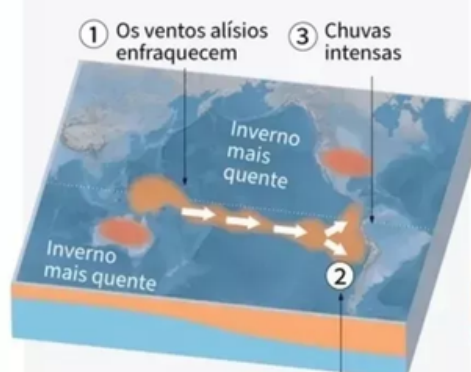 1 Os ventos alísios
enfraquecem
3 Chuvas
intensas
Inverno
mais
quente
Inverno
mais quente
2